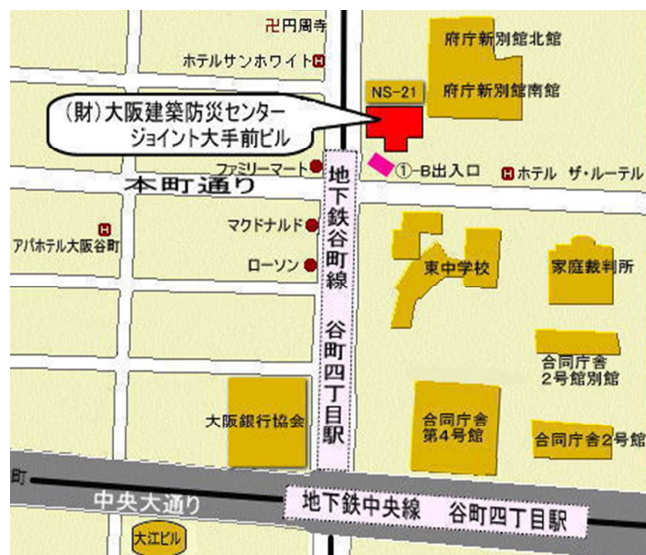 卍円周寺
ホテルサンホワイトH
府庁新別館北館
NS-21
府庁新別館南館
(財)大阪建築防災センター
ジョイント大手前ビル
ファミリーマート
①-B出入口
H ホテル ザ・ルーテル
本町通り
地下鉄谷町線 谷町四丁目駅
マクドナルド
H
アパホテル大阪谷町
ローソン
東中学校
家庭裁判所
合同庁舎
2号館別館
大阪銀行協会
合同庁舎
第4号館
合同庁舎2号館
町
中央大通り
地下鉄中央線 谷町四丁目駅
大江ビル